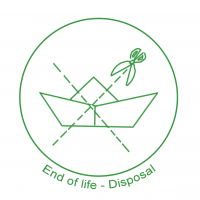 End of life - Disposal